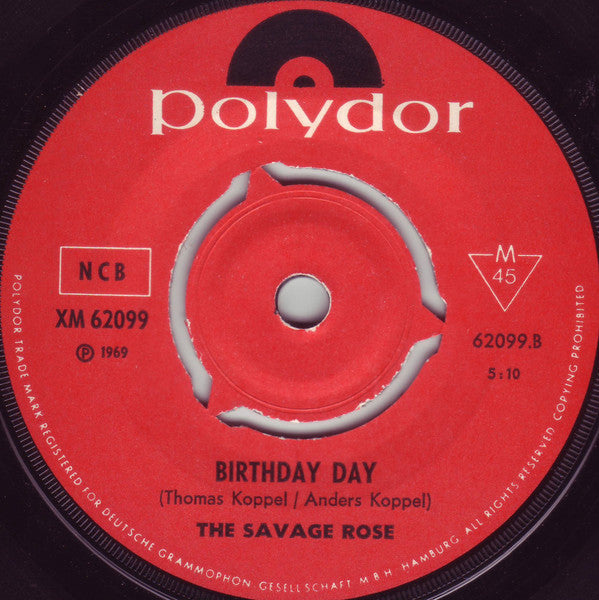 polydor
NCB
XM 62099
Ⓟ 1969
M
45
62099.B
5:10
BIRTHDAY DAY
(Thomas Koppel / Anders Koppel)
THE SAVAGE ROSE
POLYDOR TRADE MARK REGISTERED FOR DEUTSCHE GRAMMOPHON GESELLSCHAFT MBH HAMBURG. ALL RIGHTS RESERVED. COPYING PROHIBITED